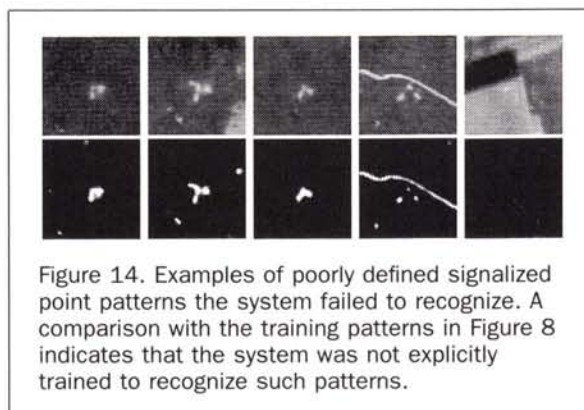 Figure 14. Examples of poorly defined signalized
point patterns the system failed to recognize. A
comparison with the training patterns in Figure 8
indicates that the system was not explicitly
trained to recognize such patterns.